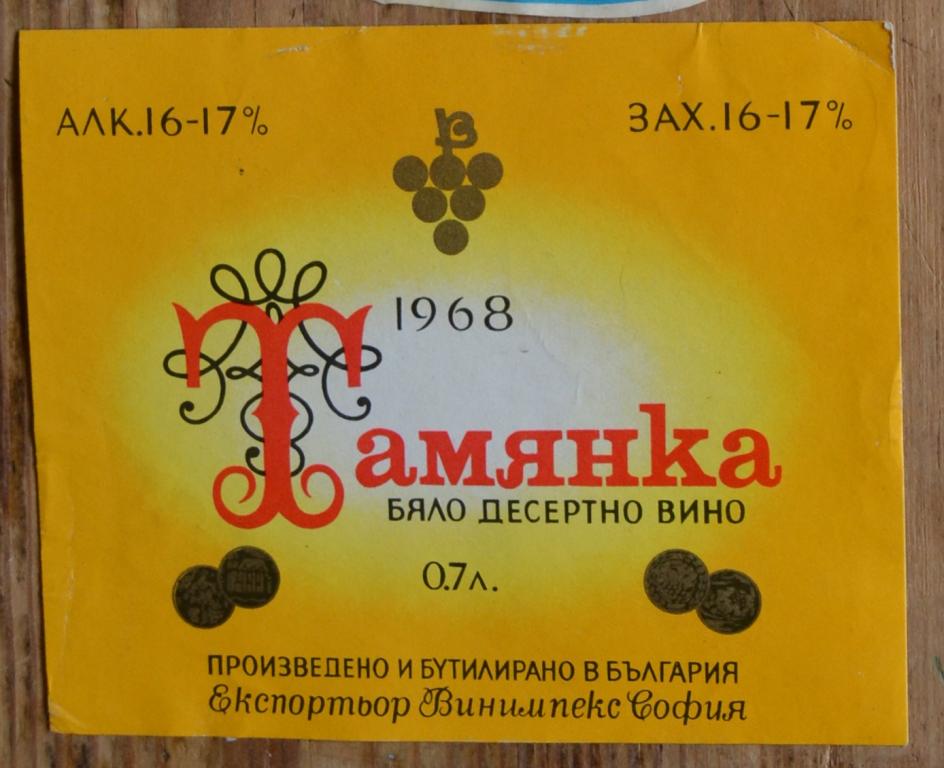 АЛК.16-17%
ЗАХ.16-17%
1968
Тамянка
БЯЛО ДЕСЕРТНО ВИНО
0.7л.
ПРОИЗВЕДЕНО И БУТИЛИРАНО В БЪЛГАРИЯ
Експортьор Винимпекс София